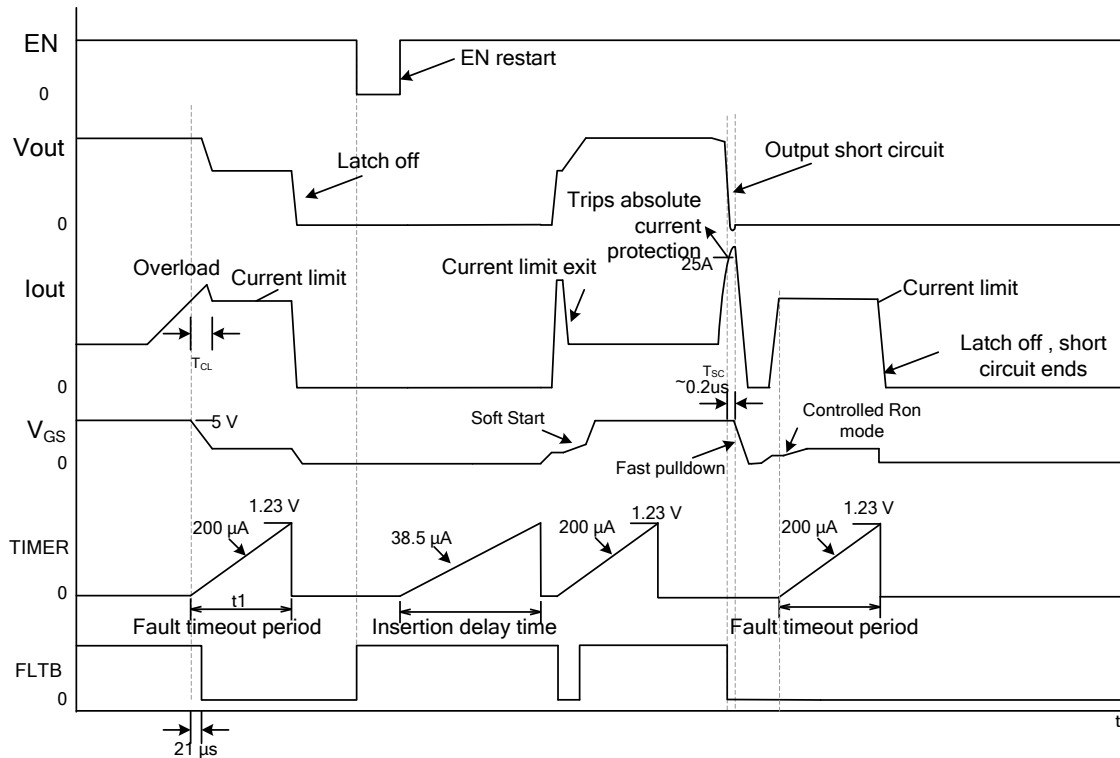 EN
0
EN restart
Vout
0
Latch off
Output short circuit
Trips absolute
current
protection
25A
Iout
0
Overload
Current limit
TCL
Current limit exit
TSC
~0.2us
Current limit
Latch off , short
circuit ends
VGS
0
5 V
Soft Start
Fast pulldown
Controlled Ron
mode
TIMER
0
200 µA
1.23 V
t1
Fault timeout period
38.5 µA
Insertion delay time
200 µA
1.23 V
200 µA
1.23 V
Fault timeout period
FLTB
0
21 µs
t